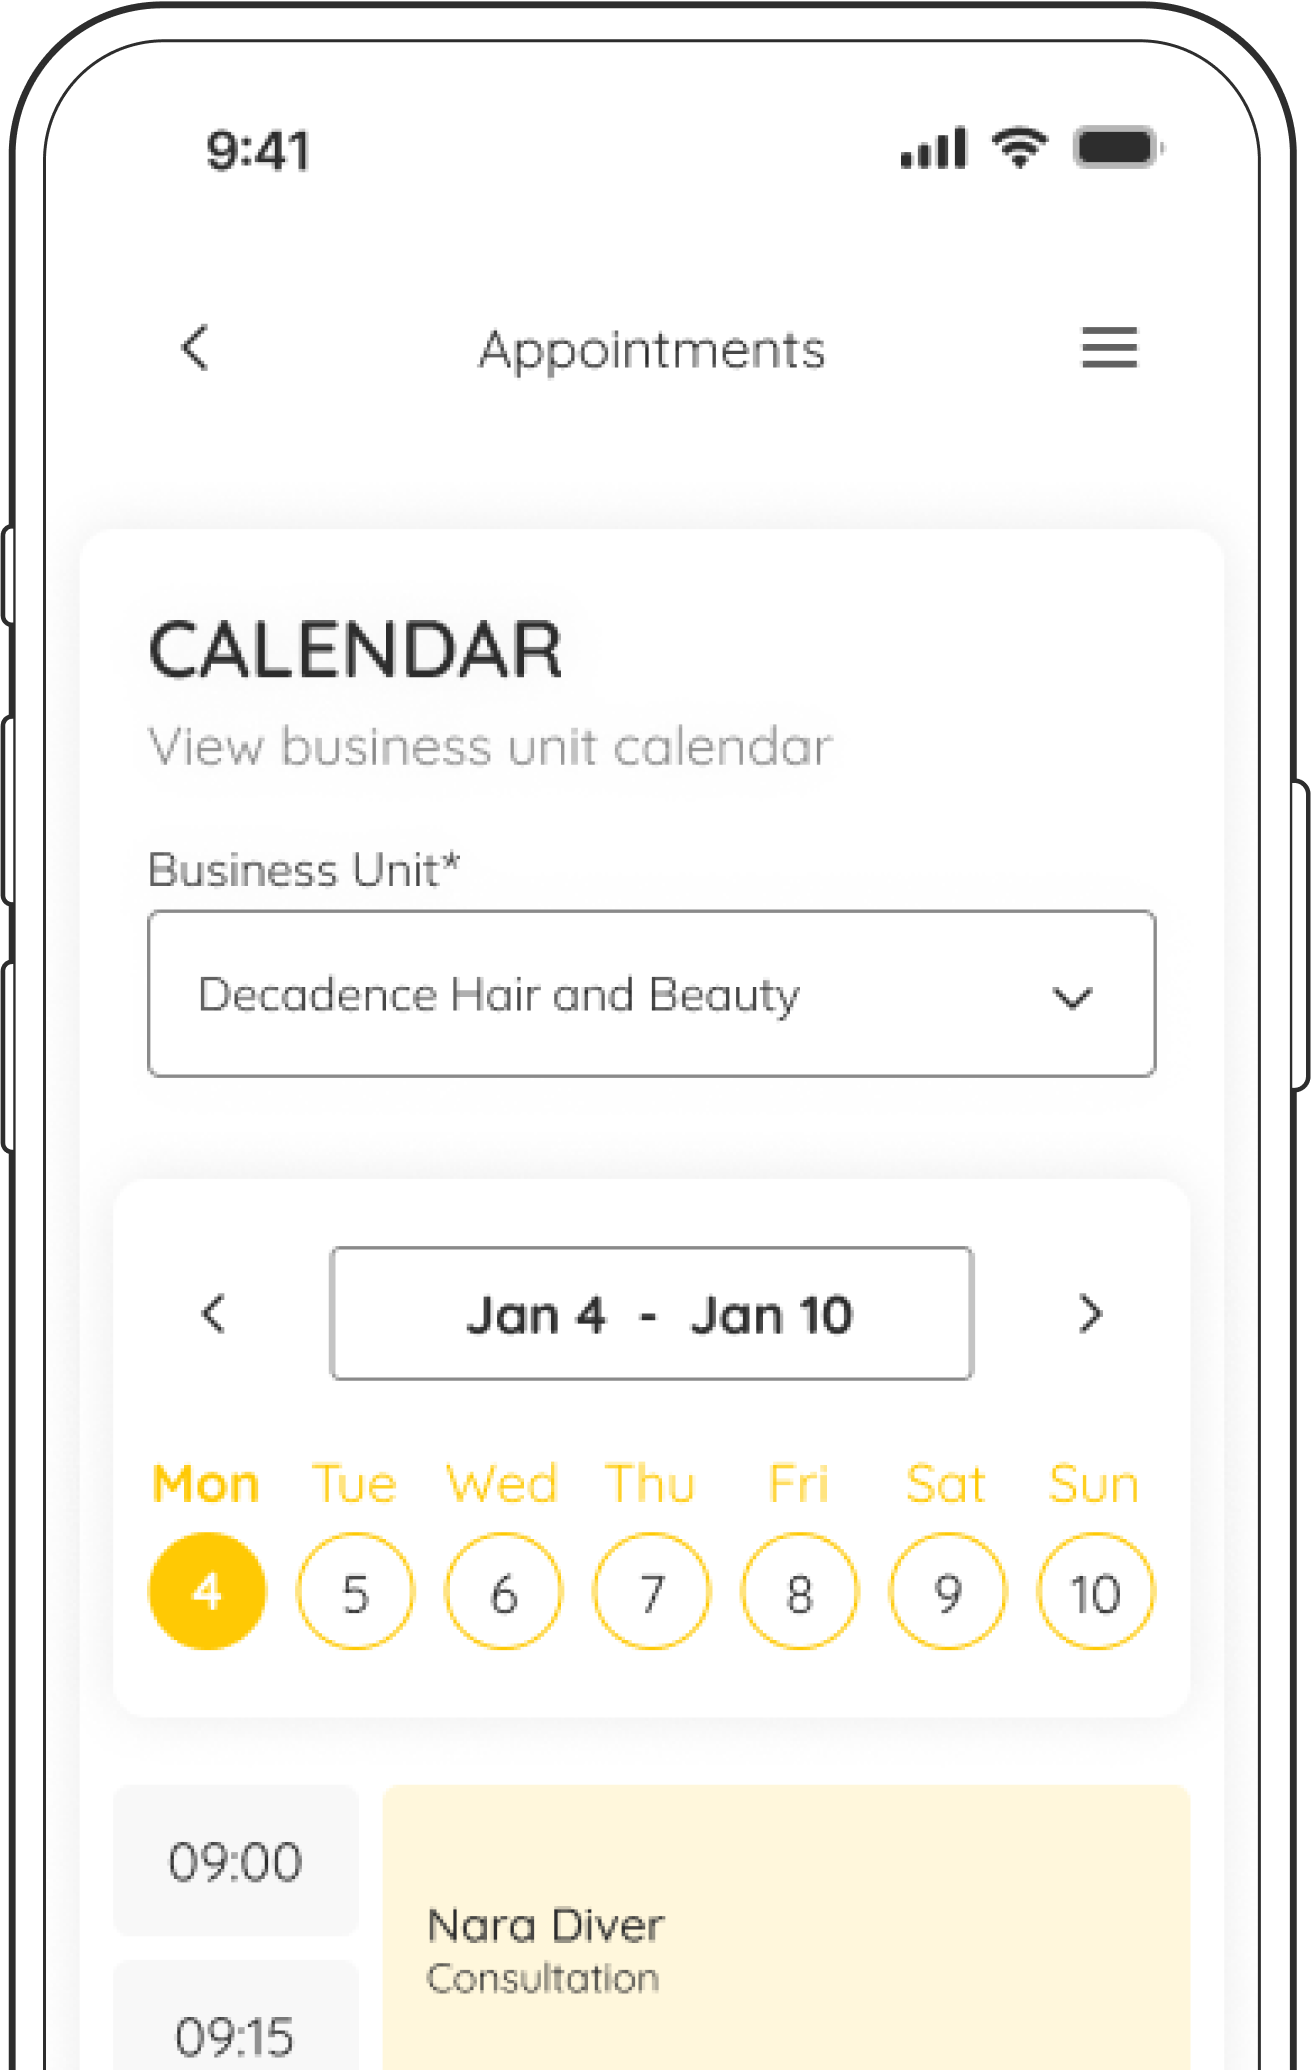 9:41
Appointments
CALENDAR
View business unit calendar
Business Unit*
Decadence Hair and Beauty
Jan 4 - Jan 10
Mon Tue Wed Thu Fri Sat Sun
4 5 6 7 8 9 10
09:00
Nara Diver
Consultation
09:15